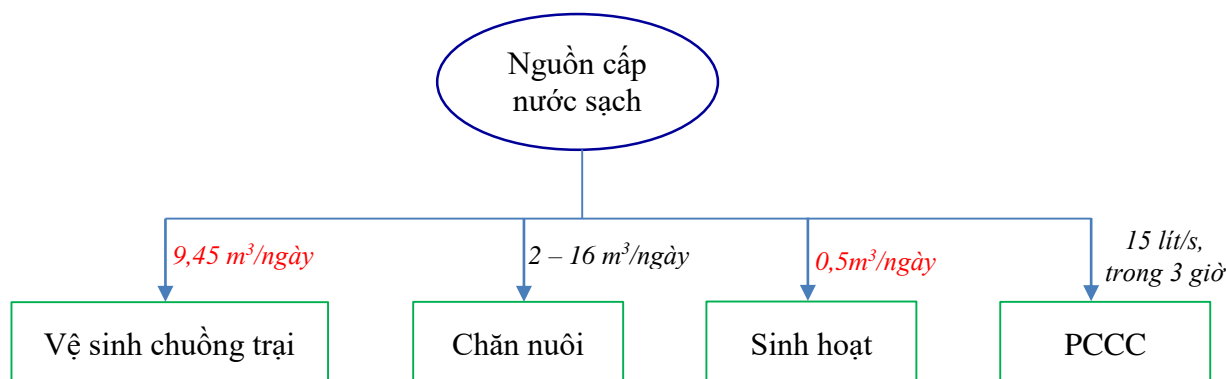 Nguồn cấp
nước sạch
9,45 m³/ngày
2 – 16 m³/ngày
0,5m³/ngày
15 lít/s,
trong 3 giờ
Vệ sinh chuồng trại
Chăn nuôi
Sinh hoạt
PCCC